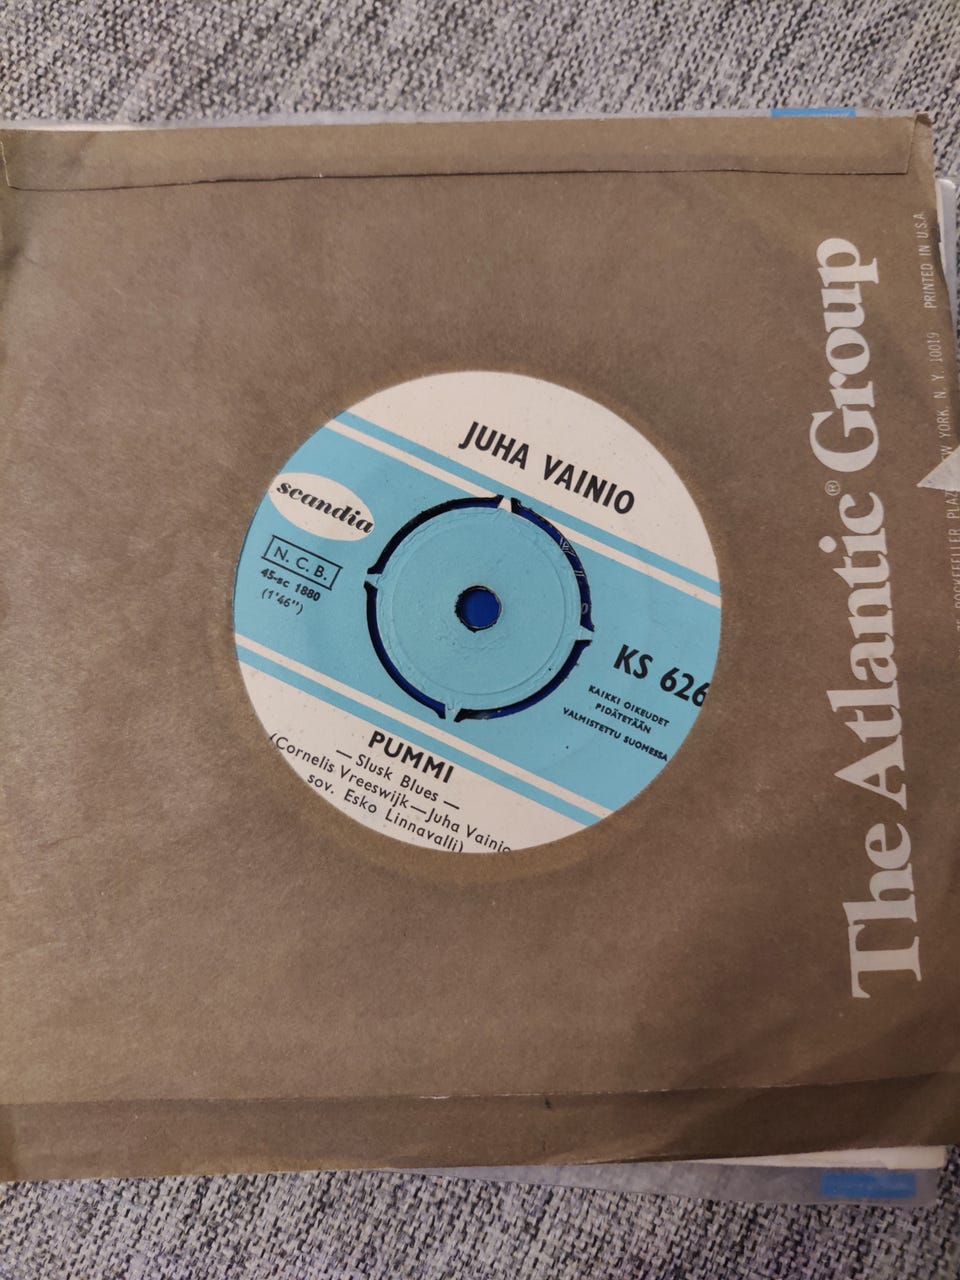 JUHA VAINIO
scandia
N. C. B.
45-sc 1880
(1'46")
KS 626
KAIKKI OIKEUDET
PIDÄTETÄÄN
VALMISTETTU SUOMESSA
PUMMI
— Slusk Blues —
(Cornelis Vreeswijk—Juha Vainio
sov. Esko Linnavalli)
The Atlantic® Group
YORK, N. Y. 10019 PRINTED IN U.S.A.